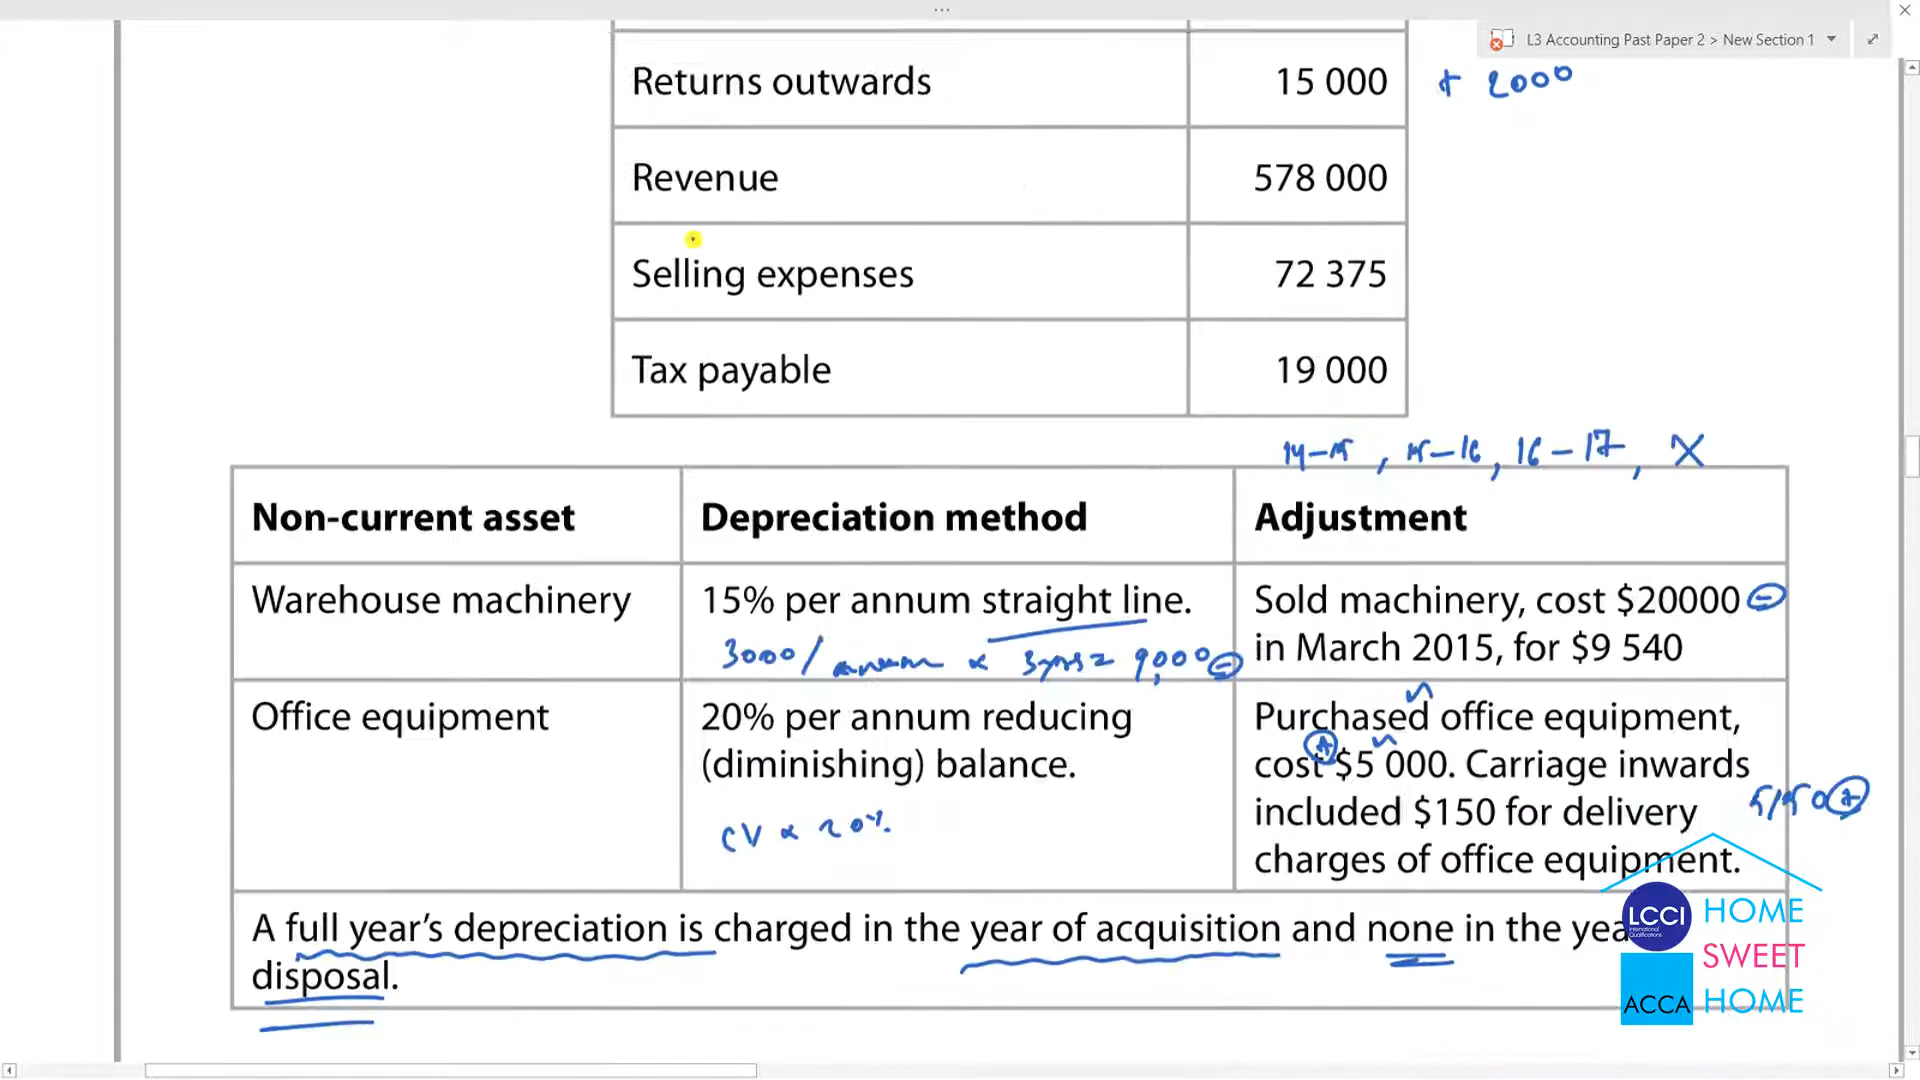 L3 Accounting Past Paper 2 > New Section 1
Returns outwards 15 000 + 2000
Revenue 578 000
Selling expenses 72 375
Tax payable 19 000
14-15, 15-16, 16-17, X
Non-current asset Depreciation method Adjustment
Warehouse machinery
15% per annum straight line.
3000/annum × 3yrs = 9,000 -
Sold machinery, cost $20000 -
in March 2015, for $9 540
Office equipment
20% per annum reducing
(diminishing) balance.
CV × 20%
Purchased office equipment,
cost $5 000. Carriage inwards
included $150 for delivery
charges of office equipment.
5150 +
A full year's depreciation is charged in the year of acquisition and none in the yea
disposal.
LCCI
International
Qualifications
ACCA
HOME
SWEET
HOME